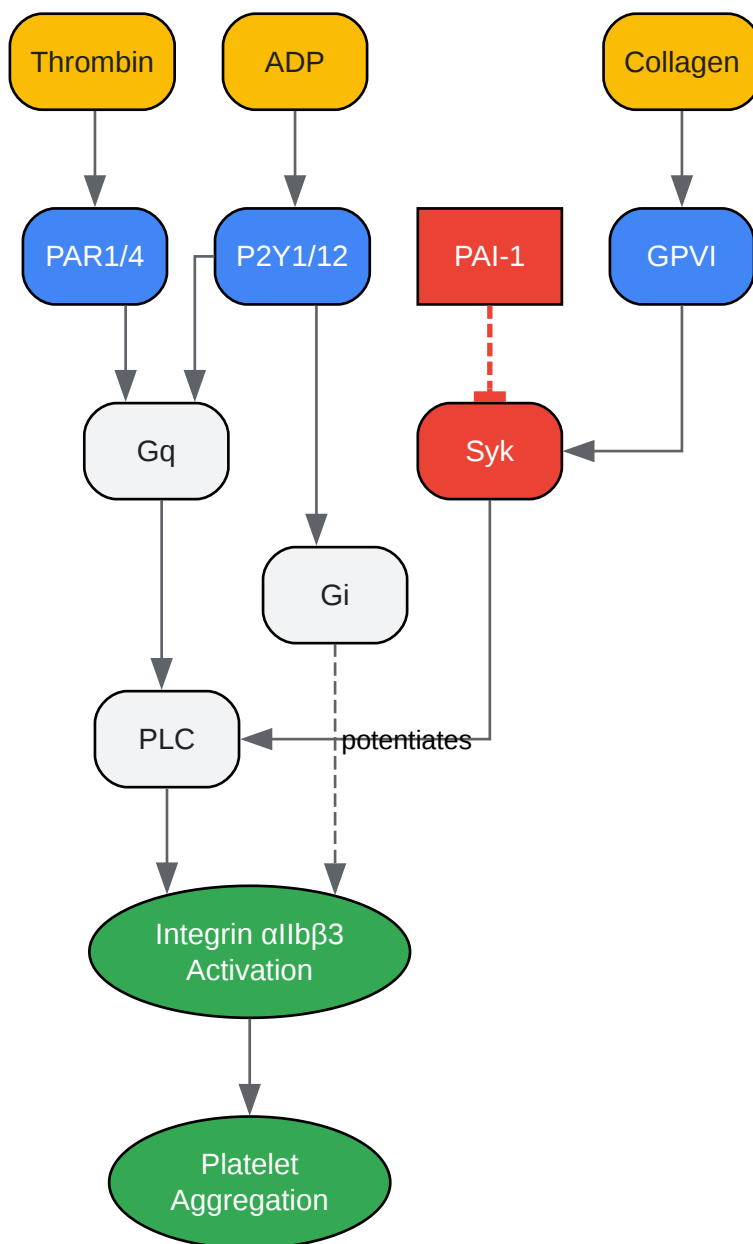 Thrombin
ADP
Collagen
PAR1/4
P2Y1/12
PAI-1
GPVI
Gq
Syk
Gi
PLC
potentiates
Integrin αIIbβ3
Activation
Platelet
Aggregation